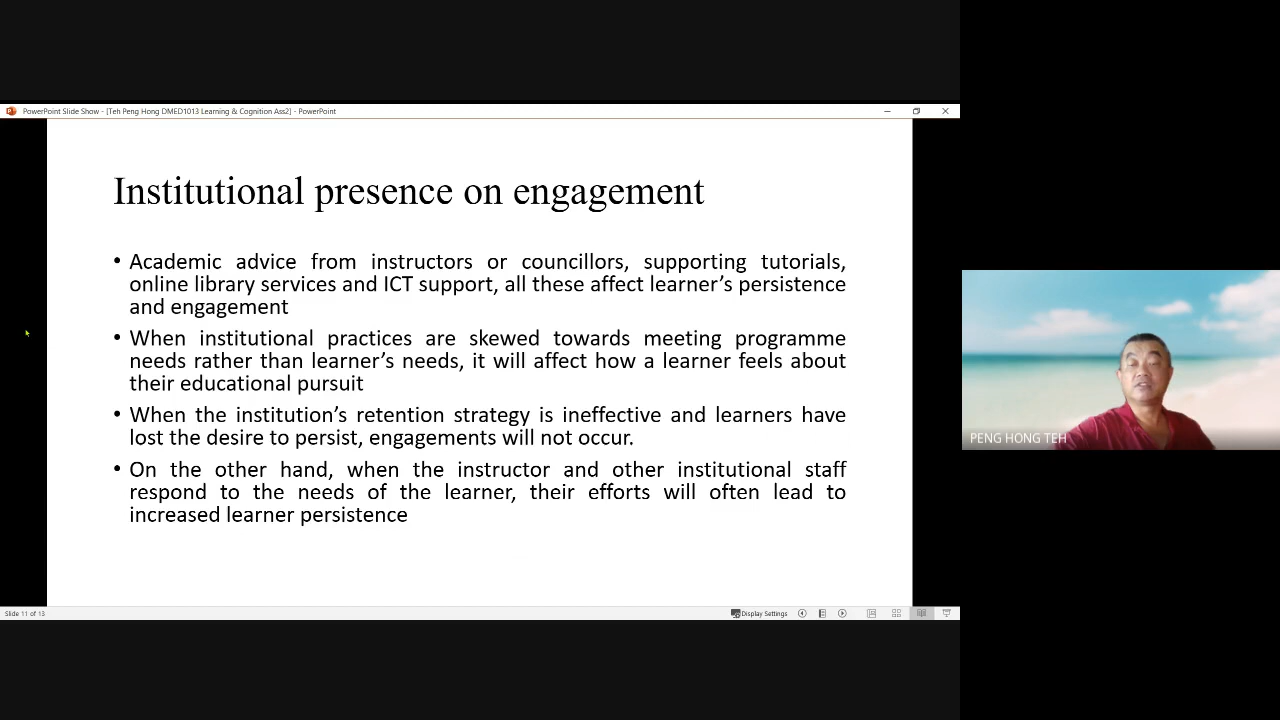 PowerPoint Slide Show - [Teh Peng Hong DMED1013 Learning & Cognition Ass2] - PowerPoint
Institutional presence on engagement
• Academic advice from instructors or councillors, supporting tutorials,
online library services and ICT support, all these affect learner’s persistence
and engagement
• When institutional practices are skewed towards meeting programme
needs rather than learner’s needs, it will affect how a learner feels about
their educational pursuit
• When the institution’s retention strategy is ineffective and learners have
lost the desire to persist, engagements will not occur.
• On the other hand, when the instructor and other institutional staff
respond to the needs of the learner, their efforts will often lead to
increased learner persistence
PENG HONG TEH
Slide 11 of 13
Display Settings